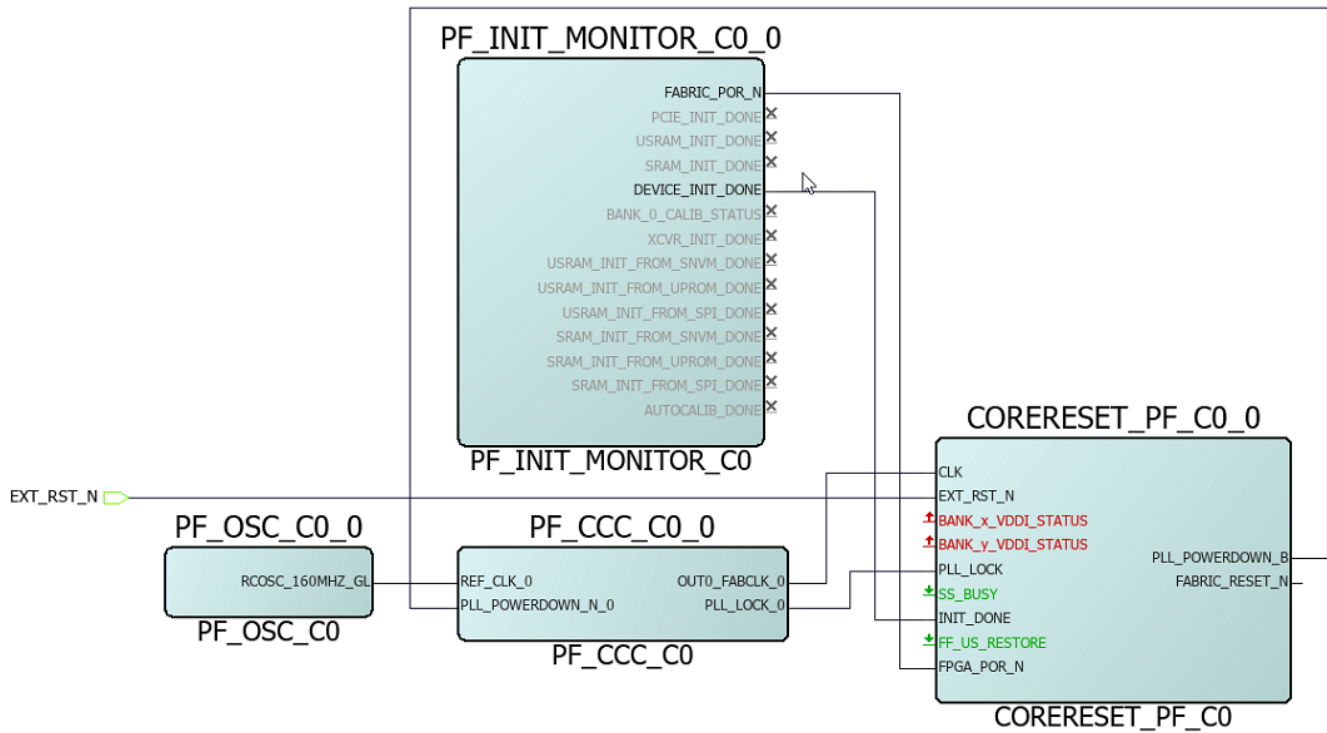 PF_INIT_MONITOR_C0_0
FABRIC_POR_N
PCIE_INIT_DONE
USRAM_INIT_DONE
SRAM_INIT_DONE
DEVICE_INIT_DONE
BANK_0_CALIB_STATUS
XCVR_INIT_DONE
USRAM_INIT_FROM_SNVM_DONE
USRAM_INIT_FROM_UPROM_DONE
USRAM_INIT_FROM_SPI_DONE
SRAM_INIT_FROM_SNVM_DONE
SRAM_INIT_FROM_UPROM_DONE
SRAM_INIT_FROM_SPI_DONE
AUTOCALIB_DONE
PF_INIT_MONITOR_C0
EXT_RST_N
PF_OSC_C0_0
RCOSC_160MHZ_GL
PF_OSC_C0
PF_CCC_C0_0
REF_CLK_0
PLL_POWERDOWN_N_0
OUT0_FABCLK_0
PLL_LOCK_0
PF_CCC_C0
CORERESET_PF_C0_0
CLK
EXT_RST_N
BANK_x_VDDI_STATUS
BANK_y_VDDI_STATUS
PLL_LOCK
SS_BUSY
INIT_DONE
FF_US_RESTORE
FPGA_POR_N
PLL_POWERDOWN_B
FABRIC_RESET_N
CORERESET_PF_C0